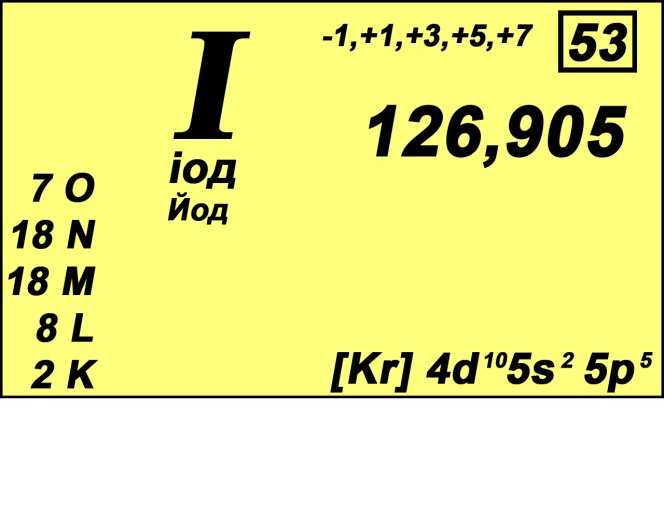 I
-1,+1,+3,+5,+7
53
126,905
іод
Йод
7 O
18 N
18 M
8 L
2 K
[Kr] 4d¹⁰5s² 5p⁵